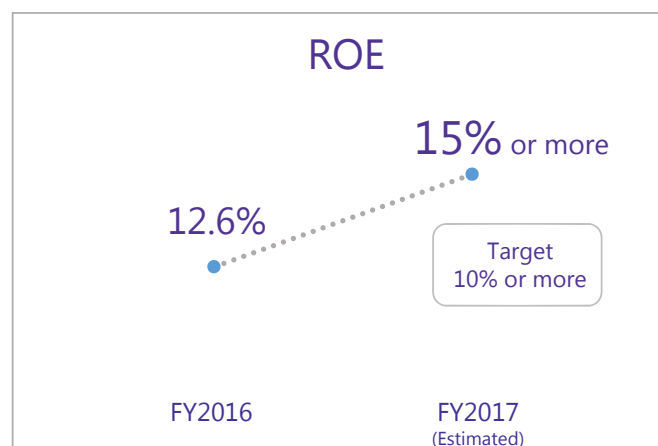 ROE
15% or more
12.6%
Target
10% or more
FY2016
FY2017
(Estimated)